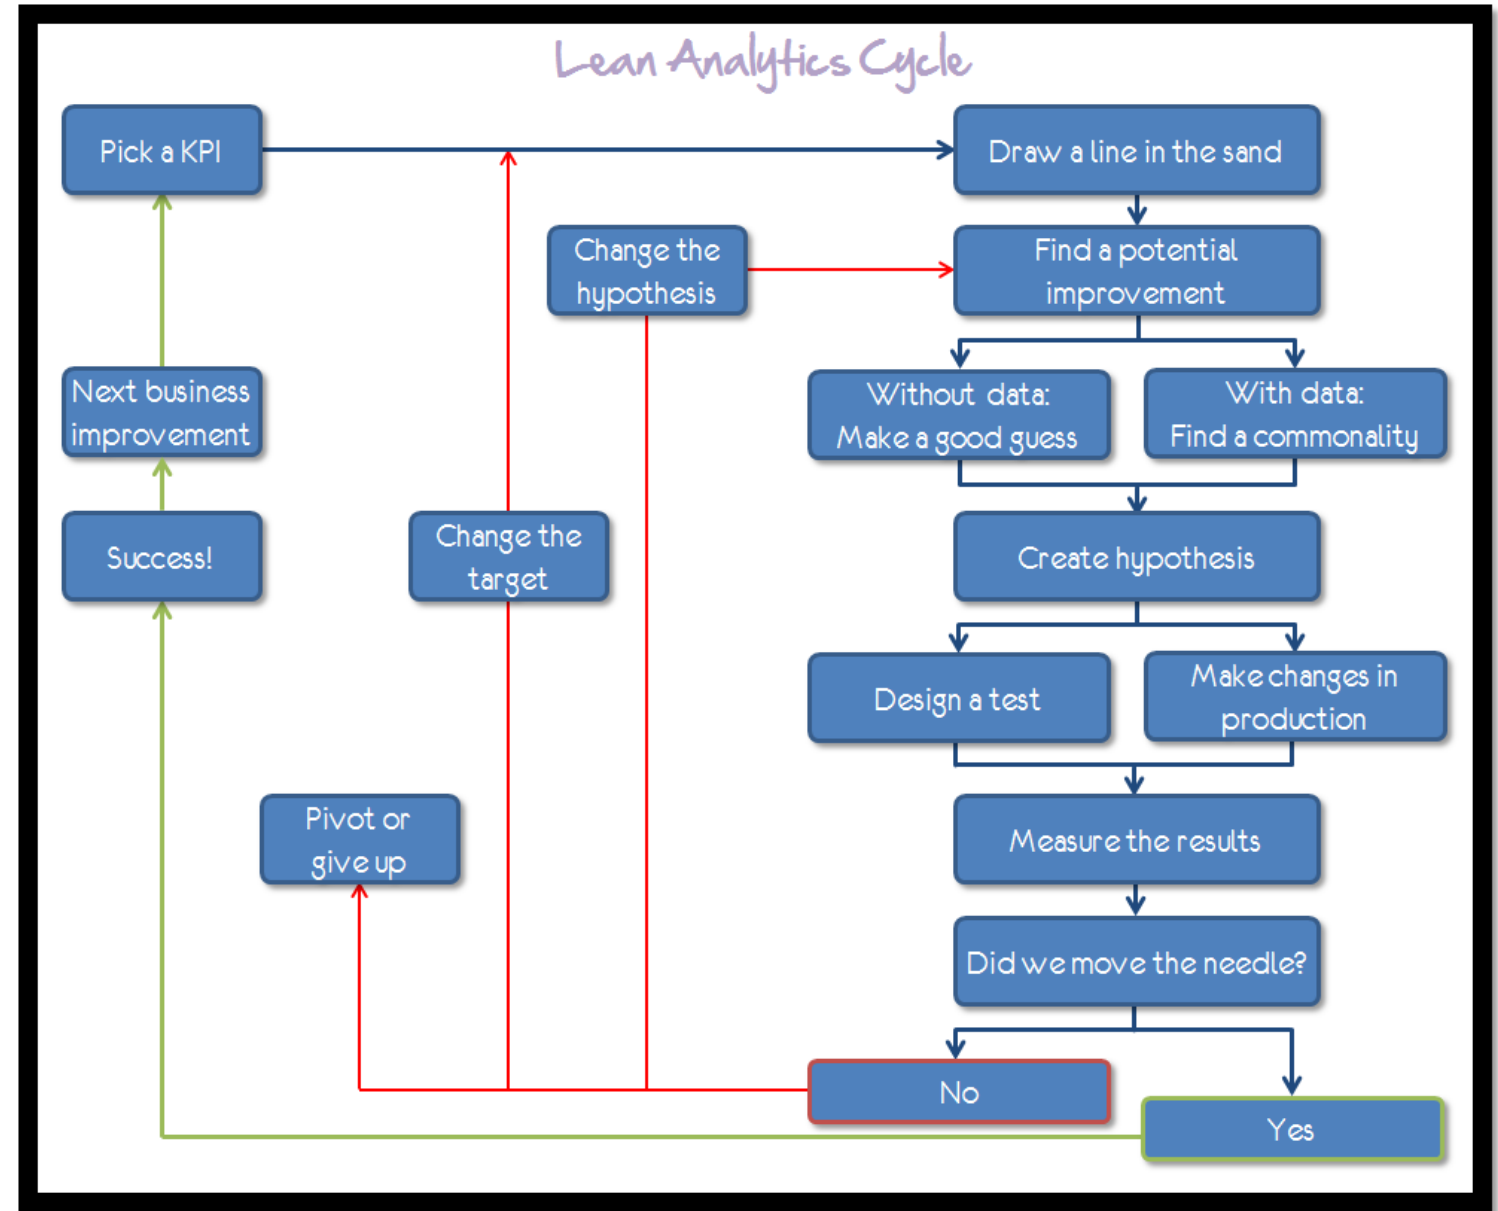 Lean Analytics Cycle
Pick a KPI
Draw a line in the sand
Change the
hypothesis
Find a potential
improvement
Next business
improvement
Without data:
Make a good guess
With data:
Find a commonality
Success!
Change the
target
Create hypothesis
Design a test
Make changes in
production
Pivot or
give up
Measure the results
Did we move the needle?
No
Yes